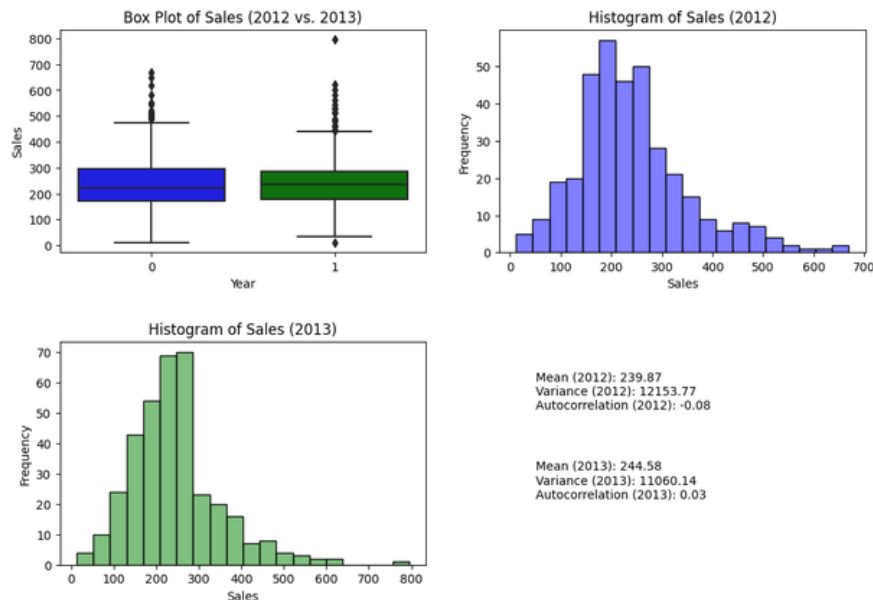 Box Plot of Sales (2012 vs. 2013)
800
700
600
500
400
300
200
100
0
Sales
0 1
Year
Histogram of Sales (2012)
50
40
30
20
10
0
Frequency
0 100 200 300 400 500 600 700
Sales
Histogram of Sales (2013)
70
60
50
40
30
20
10
0
Frequency
0 100 200 300 400 500 600 700 800
Sales
Mean (2012): 239.87
Variance (2012): 12153.77
Autocorrelation (2012): -0.08
Mean (2013): 244.58
Variance (2013): 11060.14
Autocorrelation (2013): 0.03